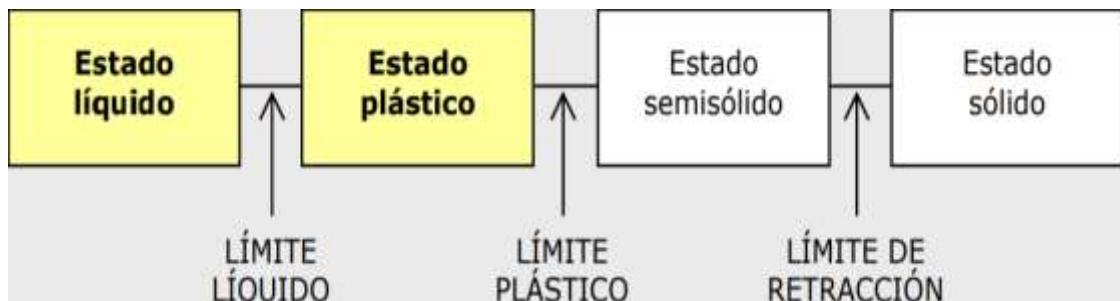 Estado
líquido
Estado
plástico
Estado
semisólido
Estado
sólido
LÍMITE
LÍQUIDO
LÍMITE
PLÁSTICO
LÍMITE DE
RETRACCIÓN